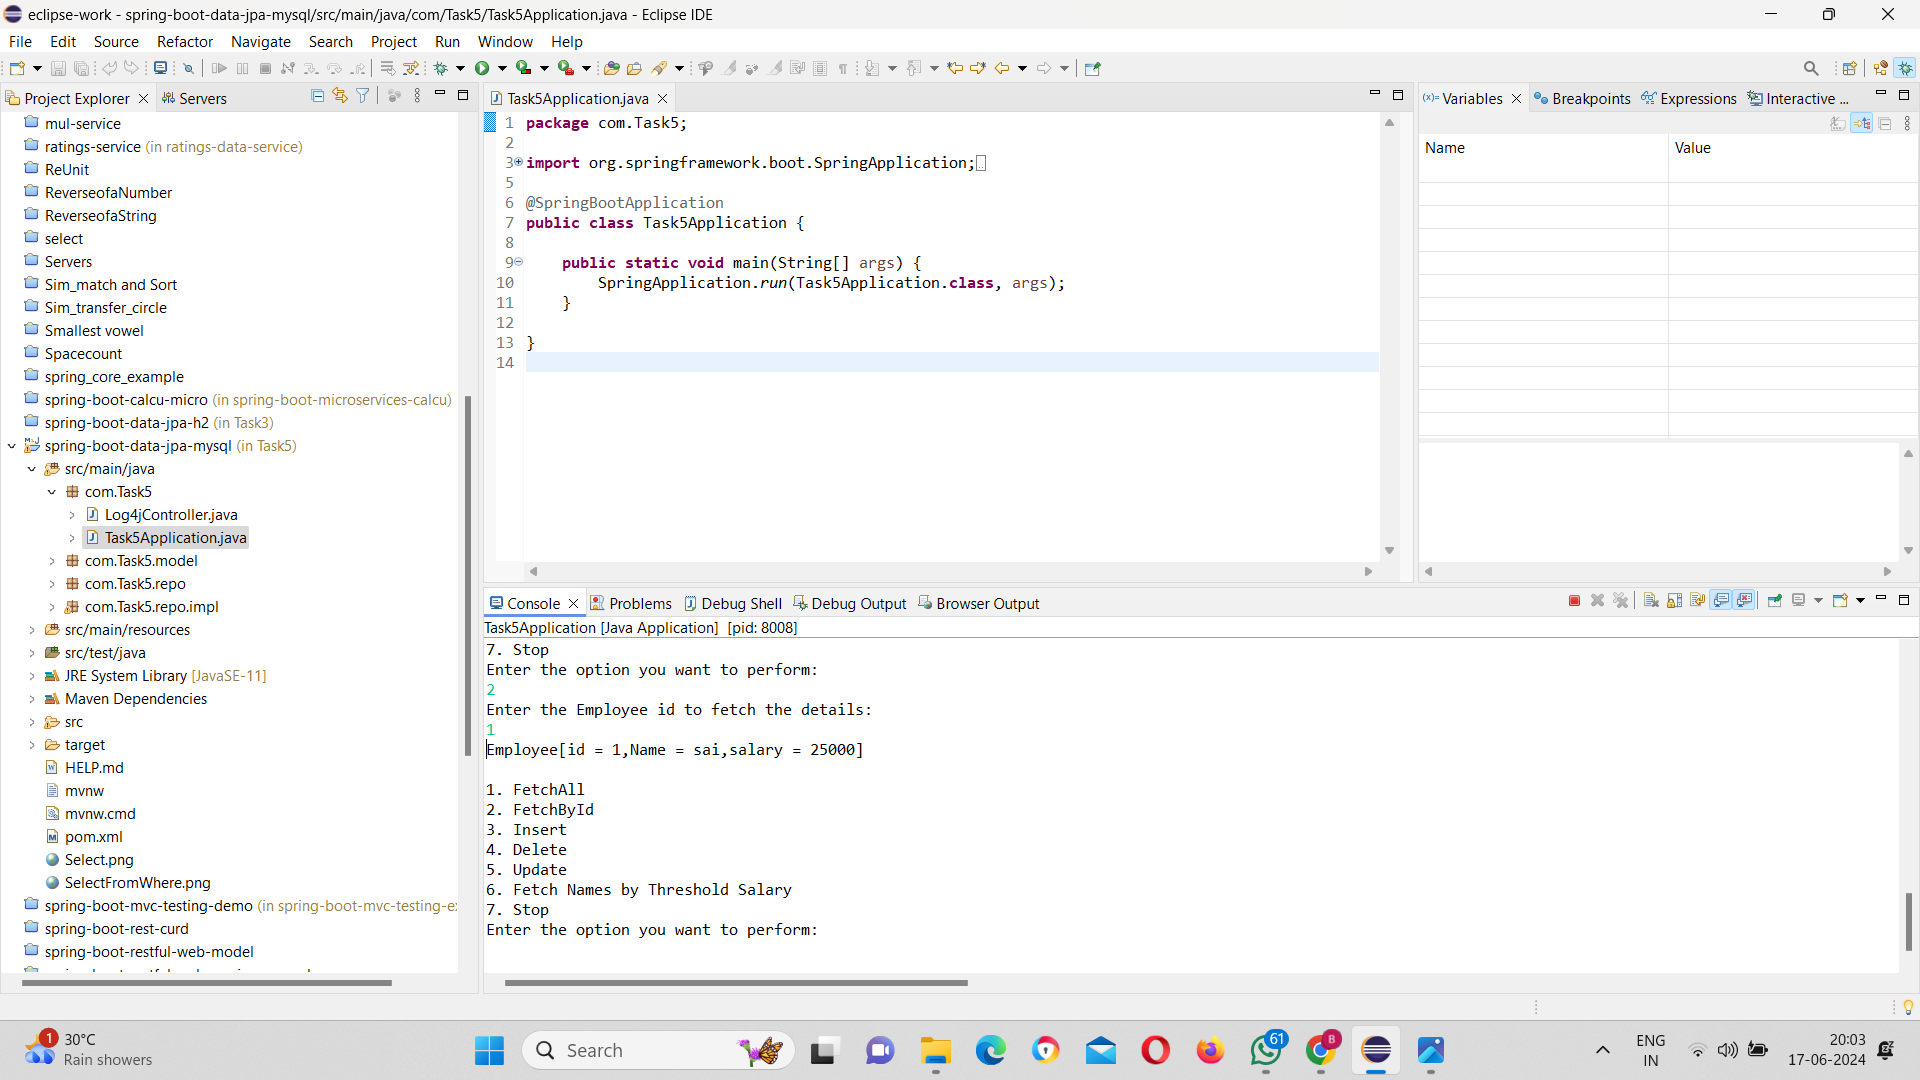 eclipse-work - spring-boot-data-jpa-mysql/src/main/java/com/Task5/Task5Application.java - Eclipse IDE
File Edit Source Refactor Navigate Search Project Run Window Help
Project Explorer
Servers
mul-service
ratings-service (in ratings-data-service)
ReUnit
ReverseofaNumber
ReverseofaString
select
Servers
Sim_match and Sort
Sim_transfer_circle
Smallest vowel
Spacecount
spring_core_example
spring-boot-calcu-micro (in spring-boot-microservices-calcu)
spring-boot-data-jpa-h2 (in Task3)
spring-boot-data-jpa-mysql (in Task5)
src/main/java
com.Task5
Log4jController.java
Task5Application.java
com.Task5.model
com.Task5.repo
com.Task5.repo.impl
src/main/resources
src/test/java
JRE System Library [JavaSE-11]
Maven Dependencies
src
target
HELP.md
mvnw
mvnw.cmd
pom.xml
Select.png
SelectFromWhere.png
spring-boot-mvc-testing-demo (in spring-boot-mvc-testing-e
spring-boot-rest-curd
spring-boot-restful-web-model
Task5Application.java
1 package com.Task5;
2
3 import org.springframework.boot.SpringApplication;
5
6 @SpringBootApplication
7 public class Task5Application {
8
9 public static void main(String[] args) {
10 SpringApplication.run(Task5Application.class, args);
11 }
12
13 }
14
Variables Breakpoints Expressions Interactive ...
Name Value
Console Problems Debug Shell Debug Output Browser Output
Task5Application [Java Application] [pid: 8008]
7. Stop
Enter the option you want to perform:
2
Enter the Employee id to fetch the details:
1
Employee[id = 1,Name = sai,salary = 25000]
1. FetchAll
2. FetchById
3. Insert
4. Delete
5. Update
6. Fetch Names by Threshold Salary
7. Stop
Enter the option you want to perform:
1
30°C
Rain showers
Search
61
B
ENG
IN
20:03
17-06-2024